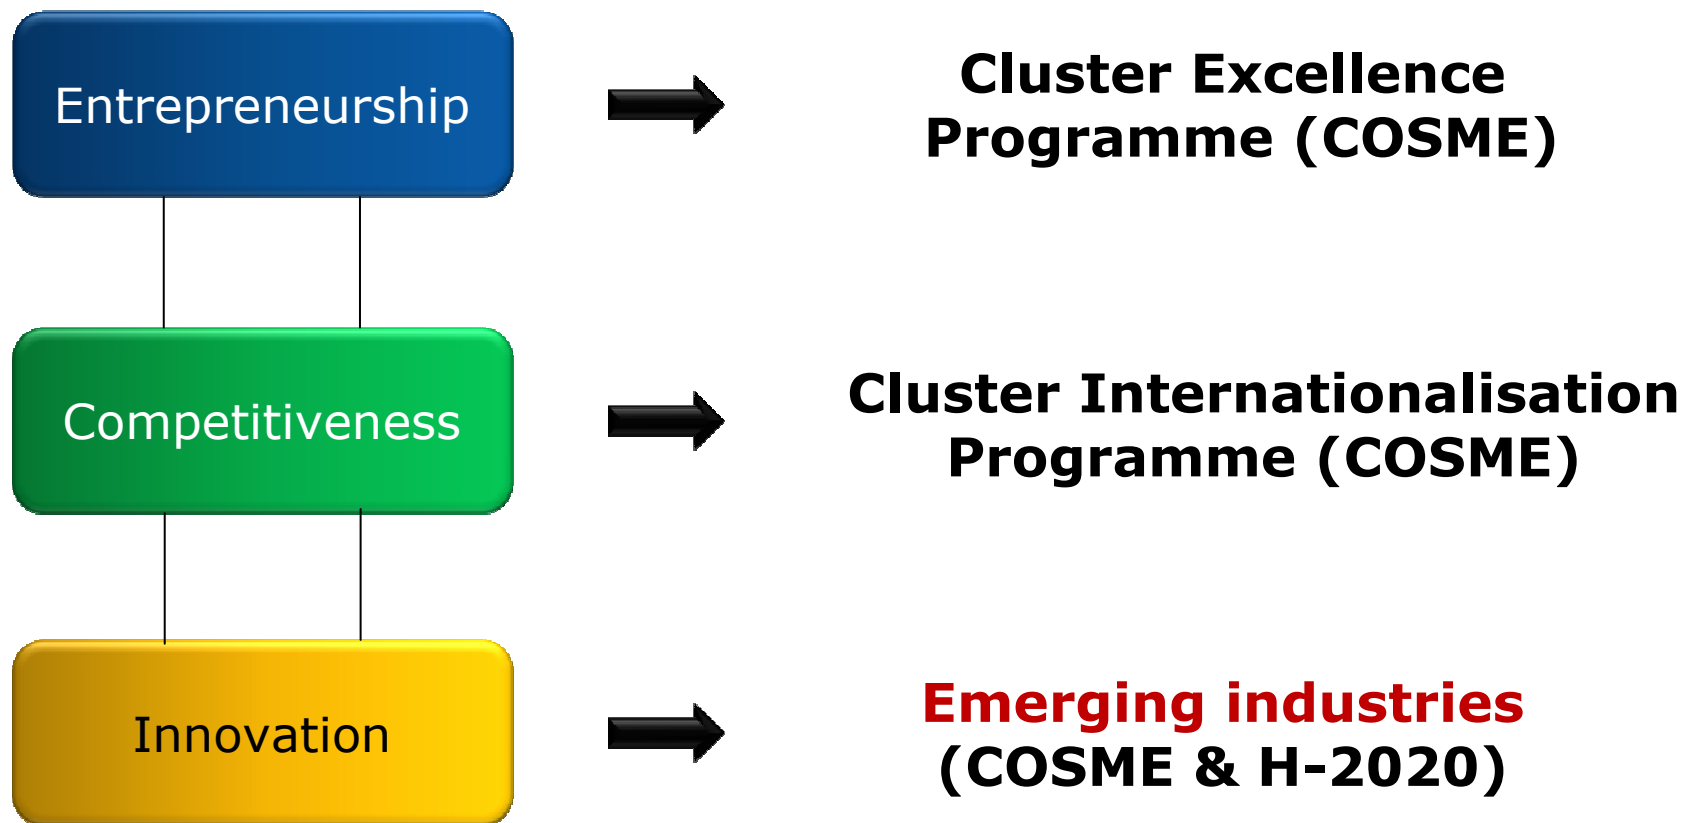 Entrepreneurship
Cluster Excellence
Programme (COSME)
Competitiveness
Cluster Internationalisation
Programme (COSME)
Innovation
Emerging industries
(COSME & H-2020)